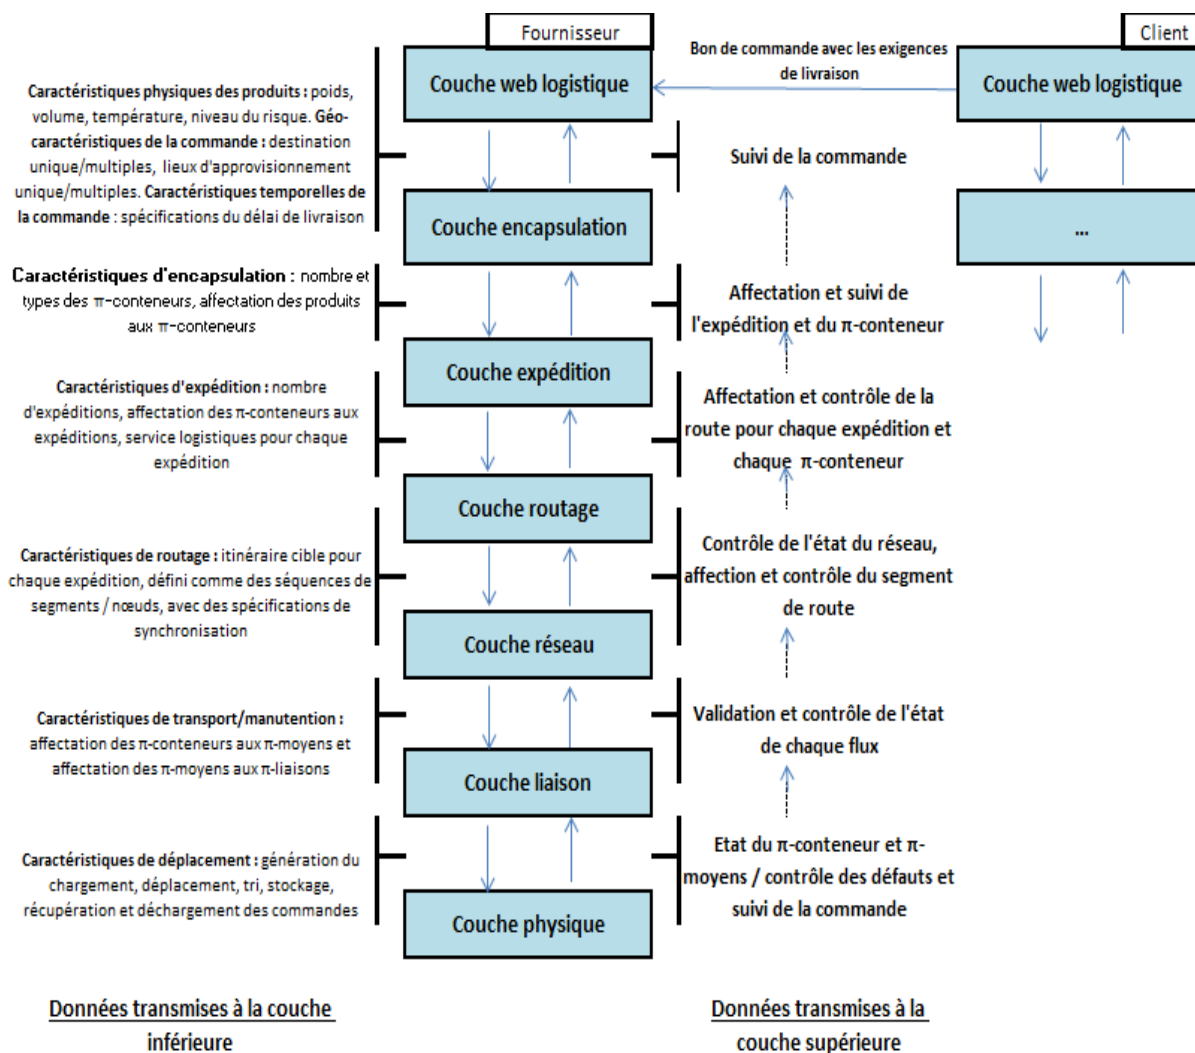 Fournisseur
Client
Couche web logistique
Bon de commande avec les exigences
de livraison
Couche web logistique
Caractéristiques physiques des produits : poids,
volume, température, niveau du risque. Géo-
caractéristiques de la commande : destination
unique/multiples, lieux d'approvisionnement
unique/multiples. Caractéristiques temporelles de
la commande : spécifications du délai de livraison
Suivi de la commande
Couche encapsulation
...
Caractéristiques d'encapsulation : nombre et
types des π-conteneurs, affectation des produits
aux π-conteneurs
Affectation et suivi de
l'expédition et du π-conteneur
Couche expédition
Caractéristiques d'expédition : nombre
d'expéditions, affectation des π-conteneurs aux
expéditions, service logistiques pour chaque
expédition
Affectation et contrôle de la
route pour chaque expédition et
chaque π-conteneur
Couche routage
Caractéristiques de routage : itinéraire cible pour
chaque expédition, défini comme des séquences de
segments / nœuds, avec des spécifications de
synchronisation
Contrôle de l'état du réseau,
affection et contrôle du segment
de route
Couche réseau
Caractéristiques de transport/manutention :
affectation des π-conteneurs aux π-moyens et
affectation des π-moyens aux π-liaisons
Validation et contrôle de l'état
de chaque flux
Couche liaison
Caractéristiques de déplacement : génération du
chargement, déplacement, tri, stockage,
récupération et déchargement des commandes
Etat du π-conteneur et π-
moyens / contrôle des défauts et
suivi de la commande
Couche physique
Données transmises à la couche
inférieure
Données transmises à la
couche supérieure